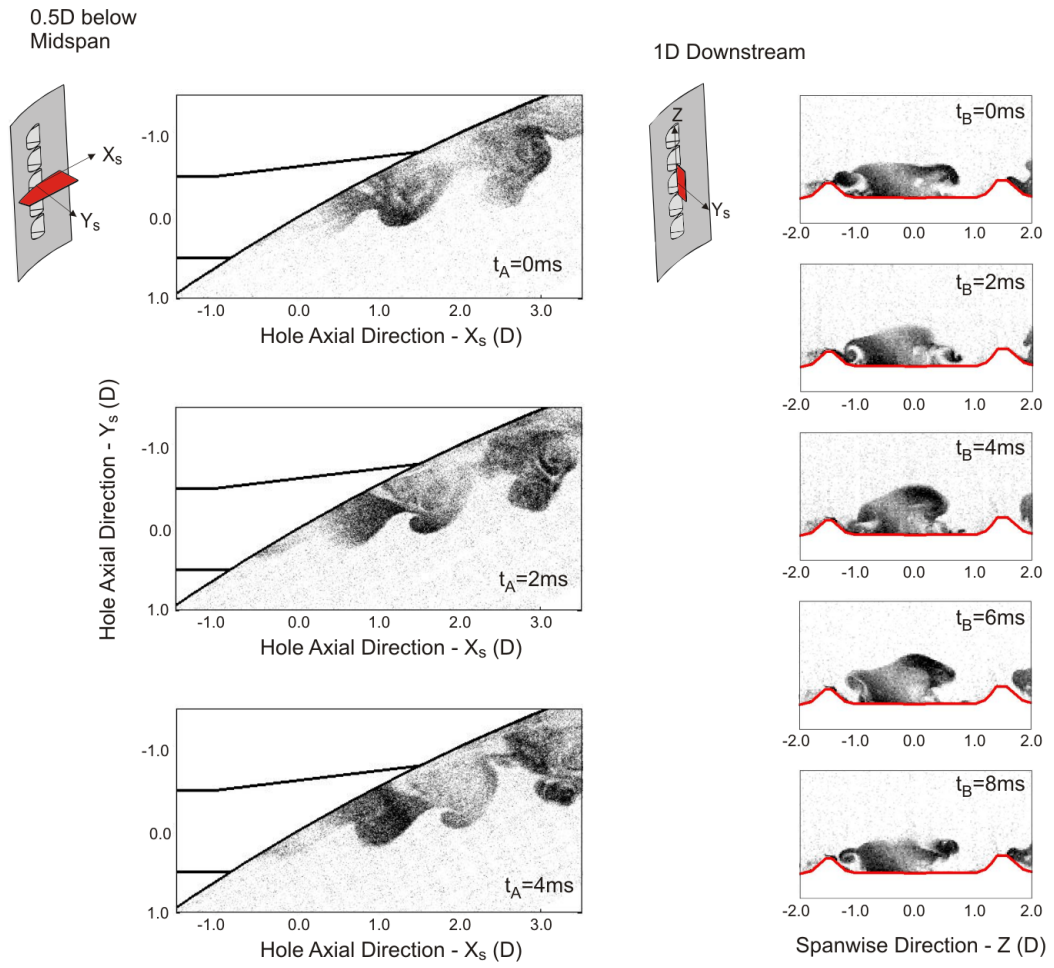 0.5D below
Midspan
Xs
Ys
-1.0
0.0
1.0
tA=0ms
-1.0 0.0 1.0 2.0 3.0
Hole Axial Direction - Xs (D)
Hole Axial Direction - Ys (D)
-1.0
0.0
1.0
tA=2ms
-1.0 0.0 1.0 2.0 3.0
Hole Axial Direction - Xs (D)
-1.0
0.0
1.0
tA=4ms
-1.0 0.0 1.0 2.0 3.0
Hole Axial Direction - Xs (D)
1D Downstream
Z
Ys
tB=0ms
-2.0 -1.0 0.0 1.0 2.0
tB=2ms
-2.0 -1.0 0.0 1.0 2.0
tB=4ms
-2.0 -1.0 0.0 1.0 2.0
tB=6ms
-2.0 -1.0 0.0 1.0 2.0
tB=8ms
-2.0 -1.0 0.0 1.0 2.0
Spanwise Direction - Z (D)